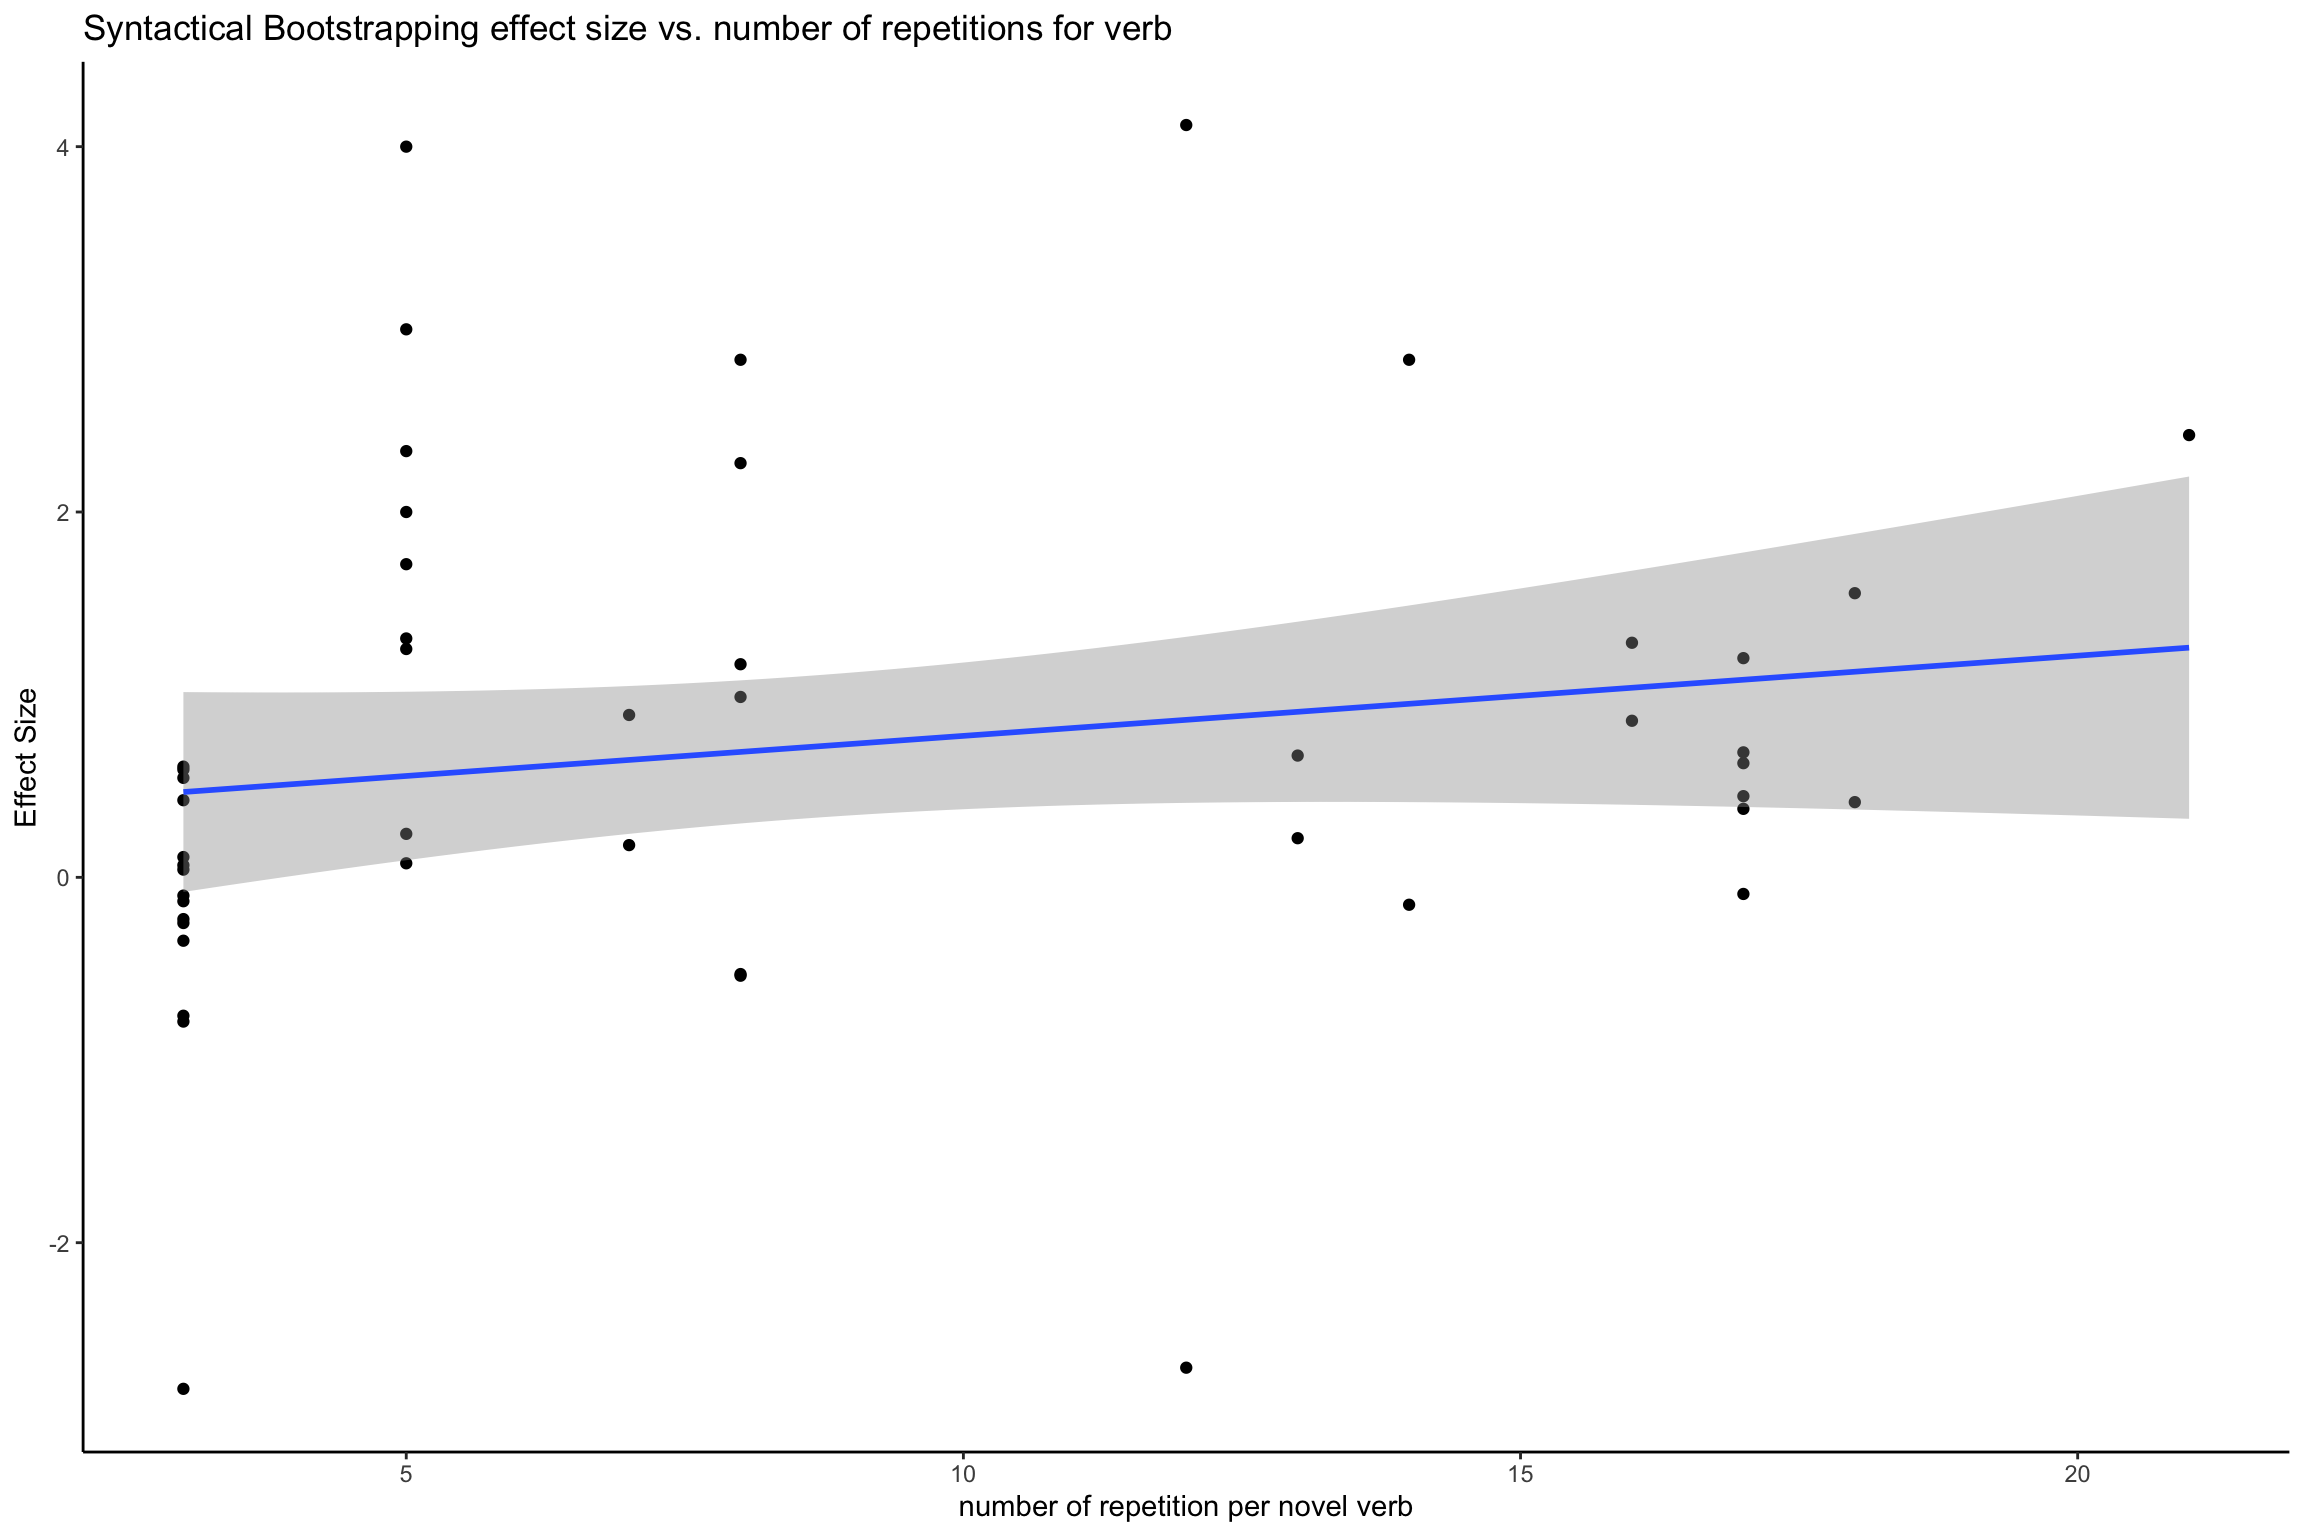 Syntactical Bootstrapping effect size vs. number of repetitions for verb
Effect Size
4
2
0
-2
5 10 15 20
number of repetition per novel verb